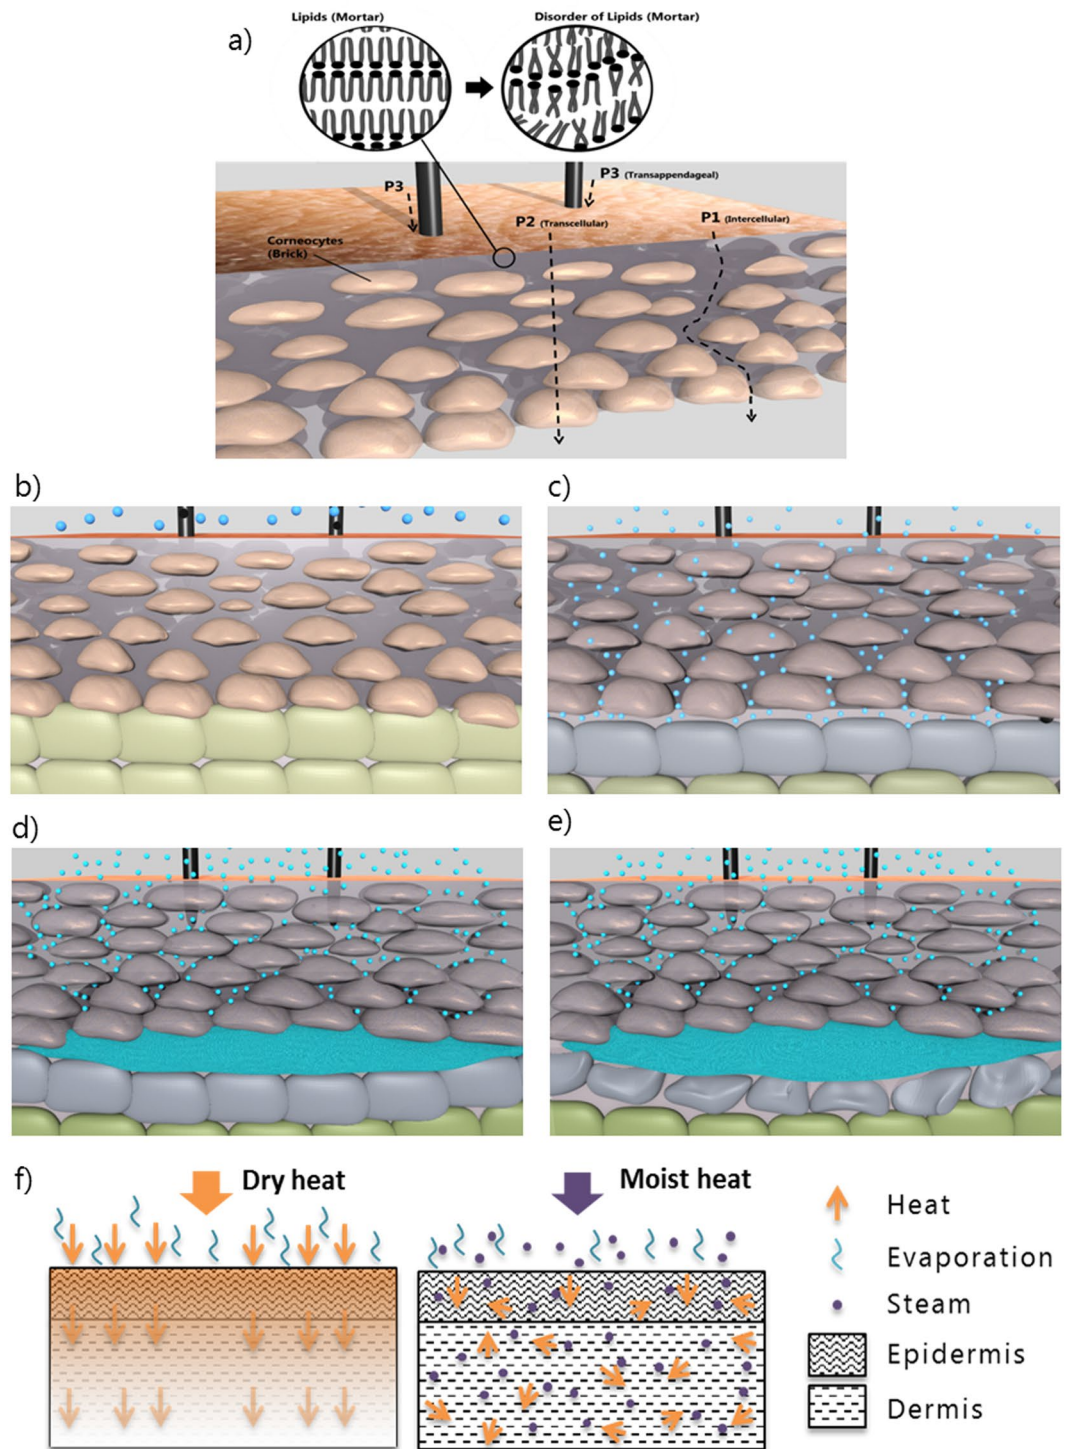 a)
Lipids (Mortar)
Disorder of Lipids (Mortar)
P3
P3 (Transappendageal)
P2 (Transcellular)
P1 (Intercellular)
Corneocytes
(Brick)
b)
c)
d)
e)
f)
Dry heat
Moist heat
Heat
Evaporation
Steam
Epidermis
Dermis